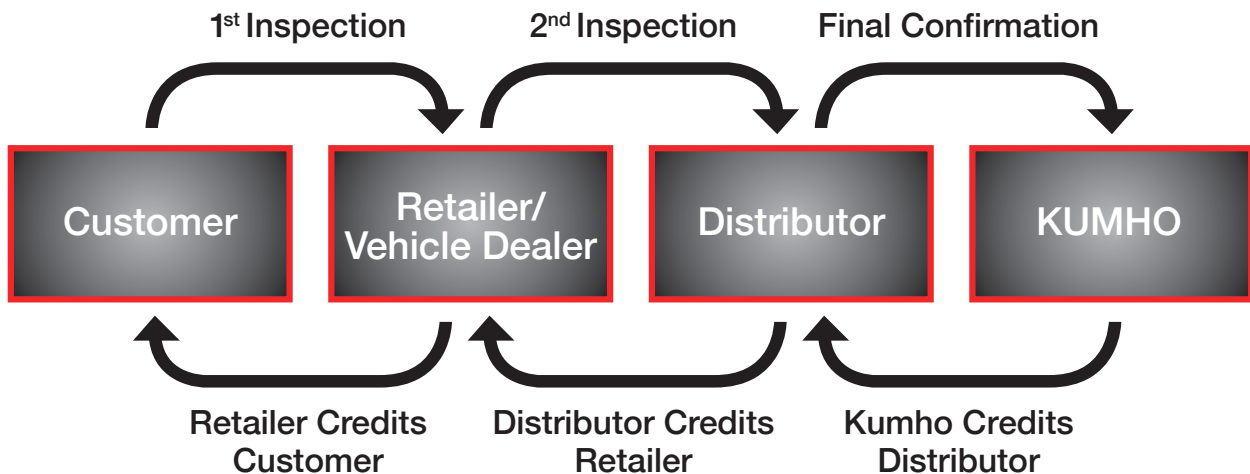 1st Inspection
2nd Inspection
Final Confirmation
Customer
Retailer/
Vehicle Dealer
Distributor
KUMHO
Retailer Credits
Customer
Distributor Credits
Retailer
Kumho Credits
Distributor